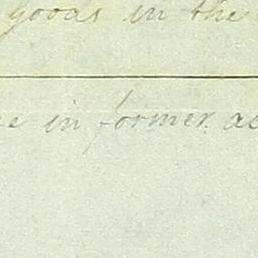 goods in the
in former